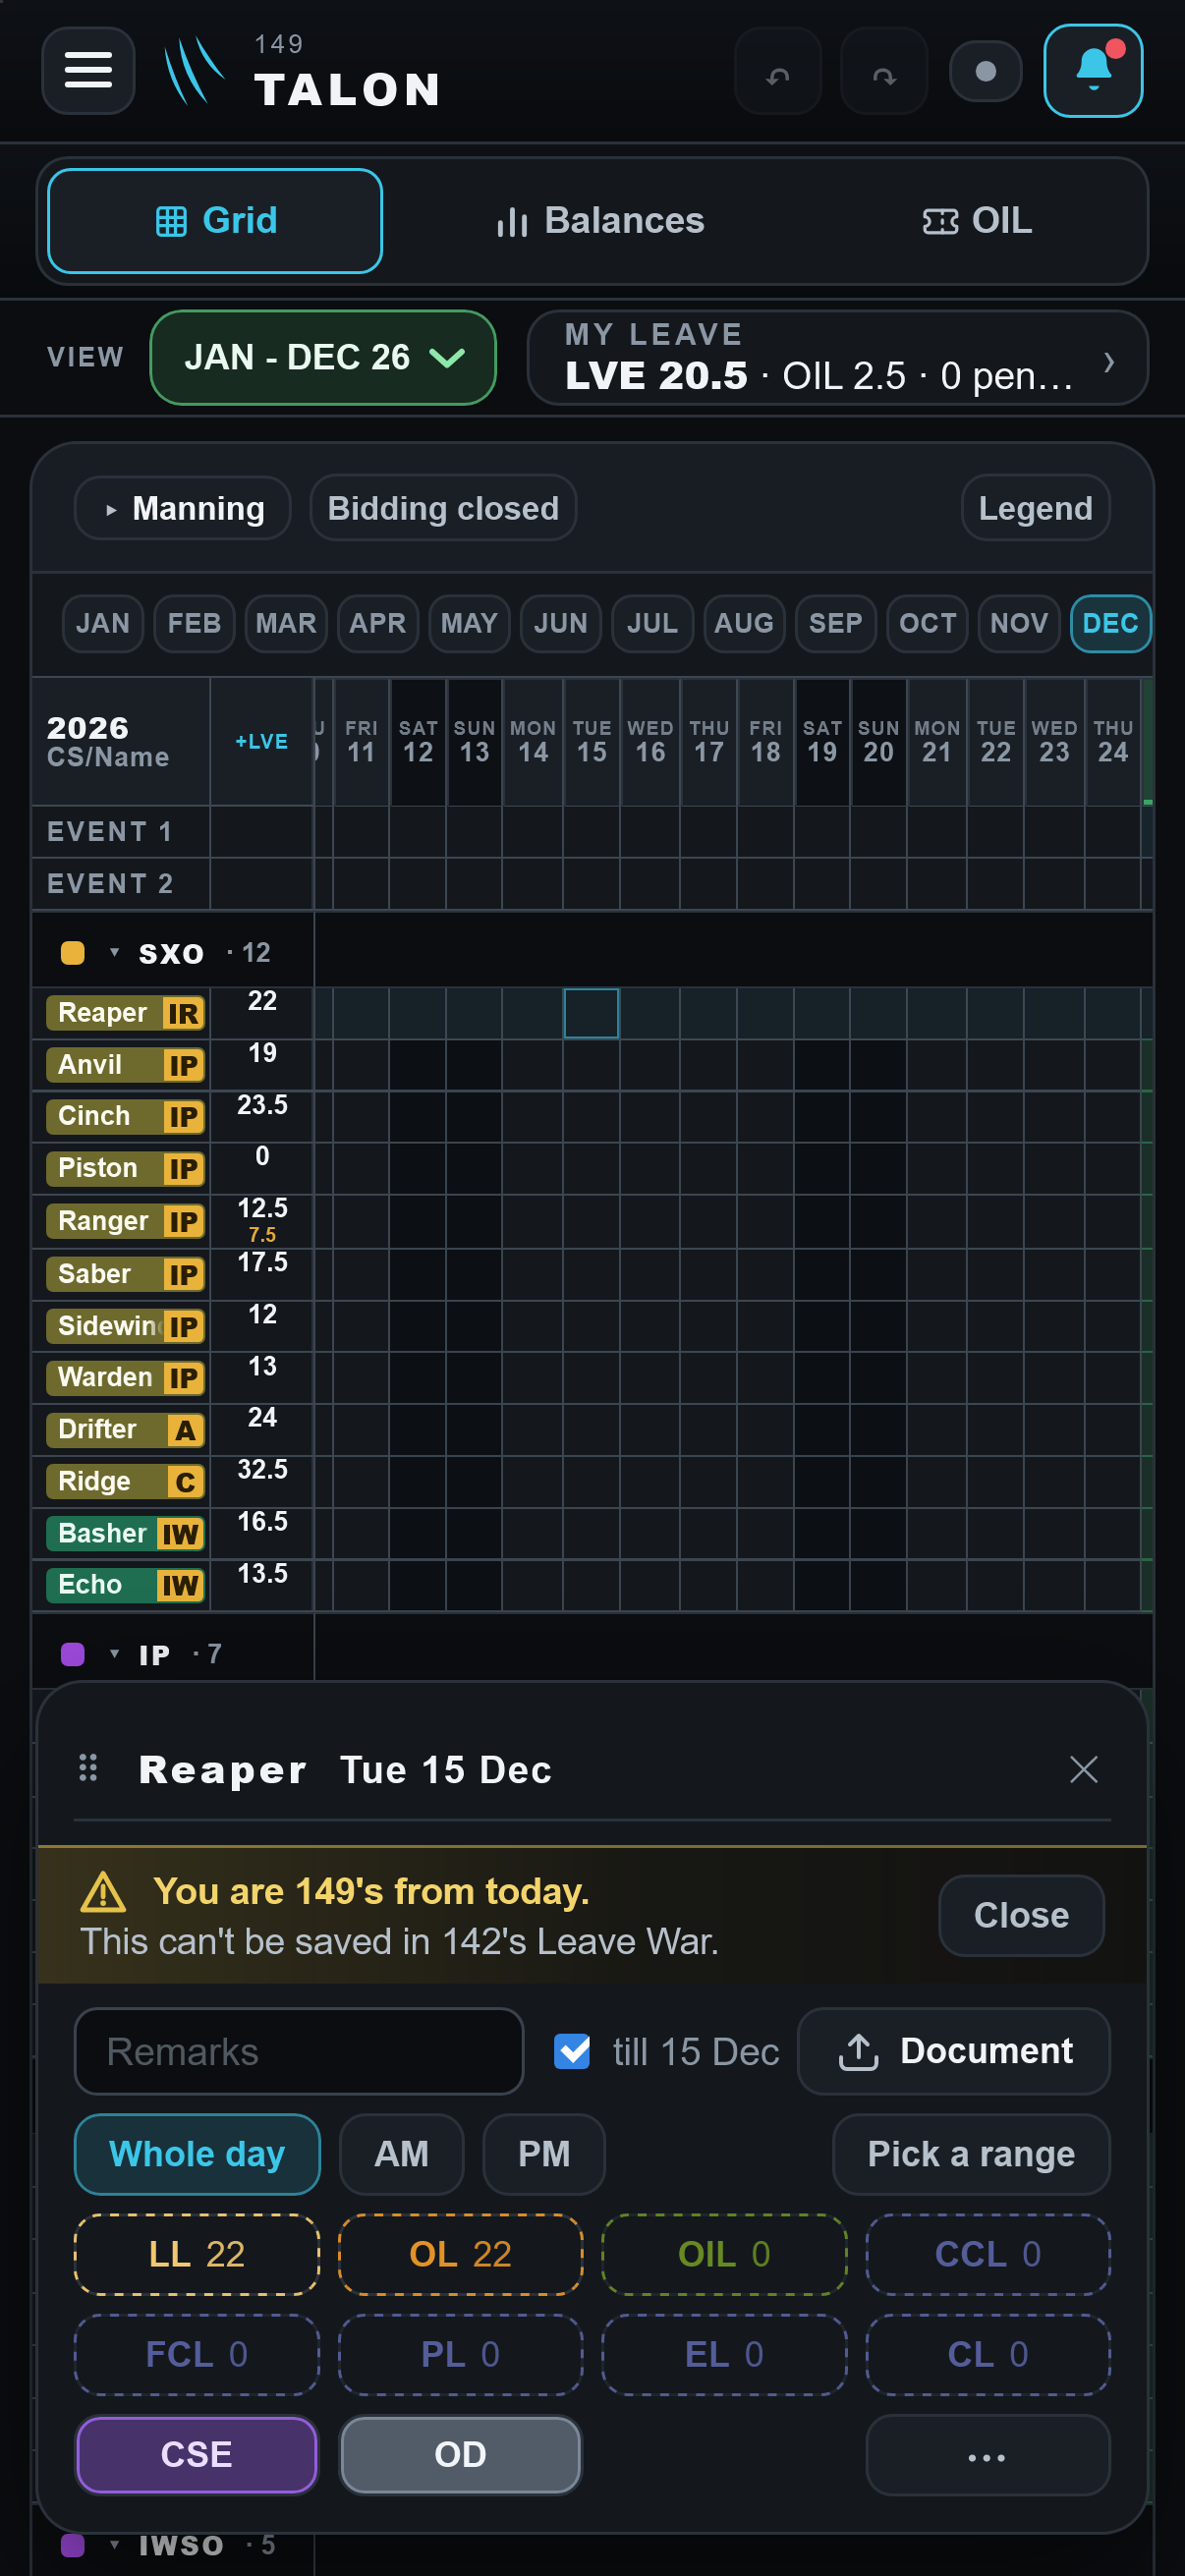 149
TALON
Grid
Balances
OIL
VIEW
JAN - DEC 26
MY LEAVE
LVE 20.5 · OIL 2.5 · 0 pen…
Manning
Bidding closed
Legend
JAN FEB MAR APR MAY JUN JUL AUG SEP OCT NOV DEC
2026
CS/Name
+LVE
FRI 11
SAT 12
SUN 13
MON 14
TUE 15
WED 16
THU 17
FRI 18
SAT 19
SUN 20
MON 21
TUE 22
WED 23
THU 24
EVENT 1
EVENT 2
SXO · 12
Reaper IR 22
Anvil IP 19
Cinch IP 23.5
Piston IP 0
Ranger IP 12.5
7.5
Saber IP 17.5
Sidewin IP 12
Warden IP 13
Drifter A 24
Ridge C 32.5
Basher IW 16.5
Echo IW 13.5
IP · 7
Reaper Tue 15 Dec
You are 149's from today.
This can't be saved in 142's Leave War.
Close
Remarks
till 15 Dec
Document
Whole day
AM
PM
Pick a range
LL 22
OL 22
OIL 0
CCL 0
FCL 0
PL 0
EL 0
CL 0
CSE
OD
...
IWSO · 5